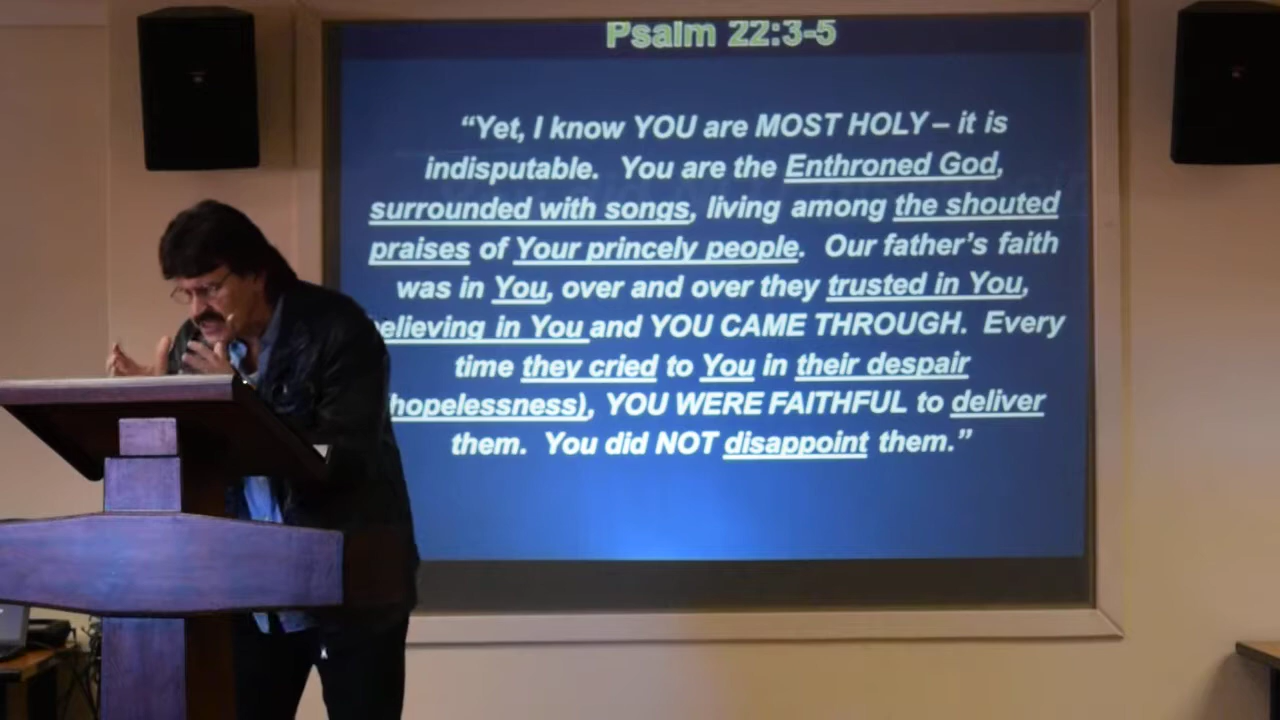 Psalm 22:3-5
“Yet, I know YOU are MOST HOLY – it is
indisputable. You are the Enthroned God,
surrounded with songs, living among the shouted
praises of Your princely people. Our father’s faith
was in You, over and over they trusted in You,
elieving in You and YOU CAME THROUGH. Every
time they cried to You in their despair
hopelessness), YOU WERE FAITHFUL to deliver
them. You did NOT disappoint them.”